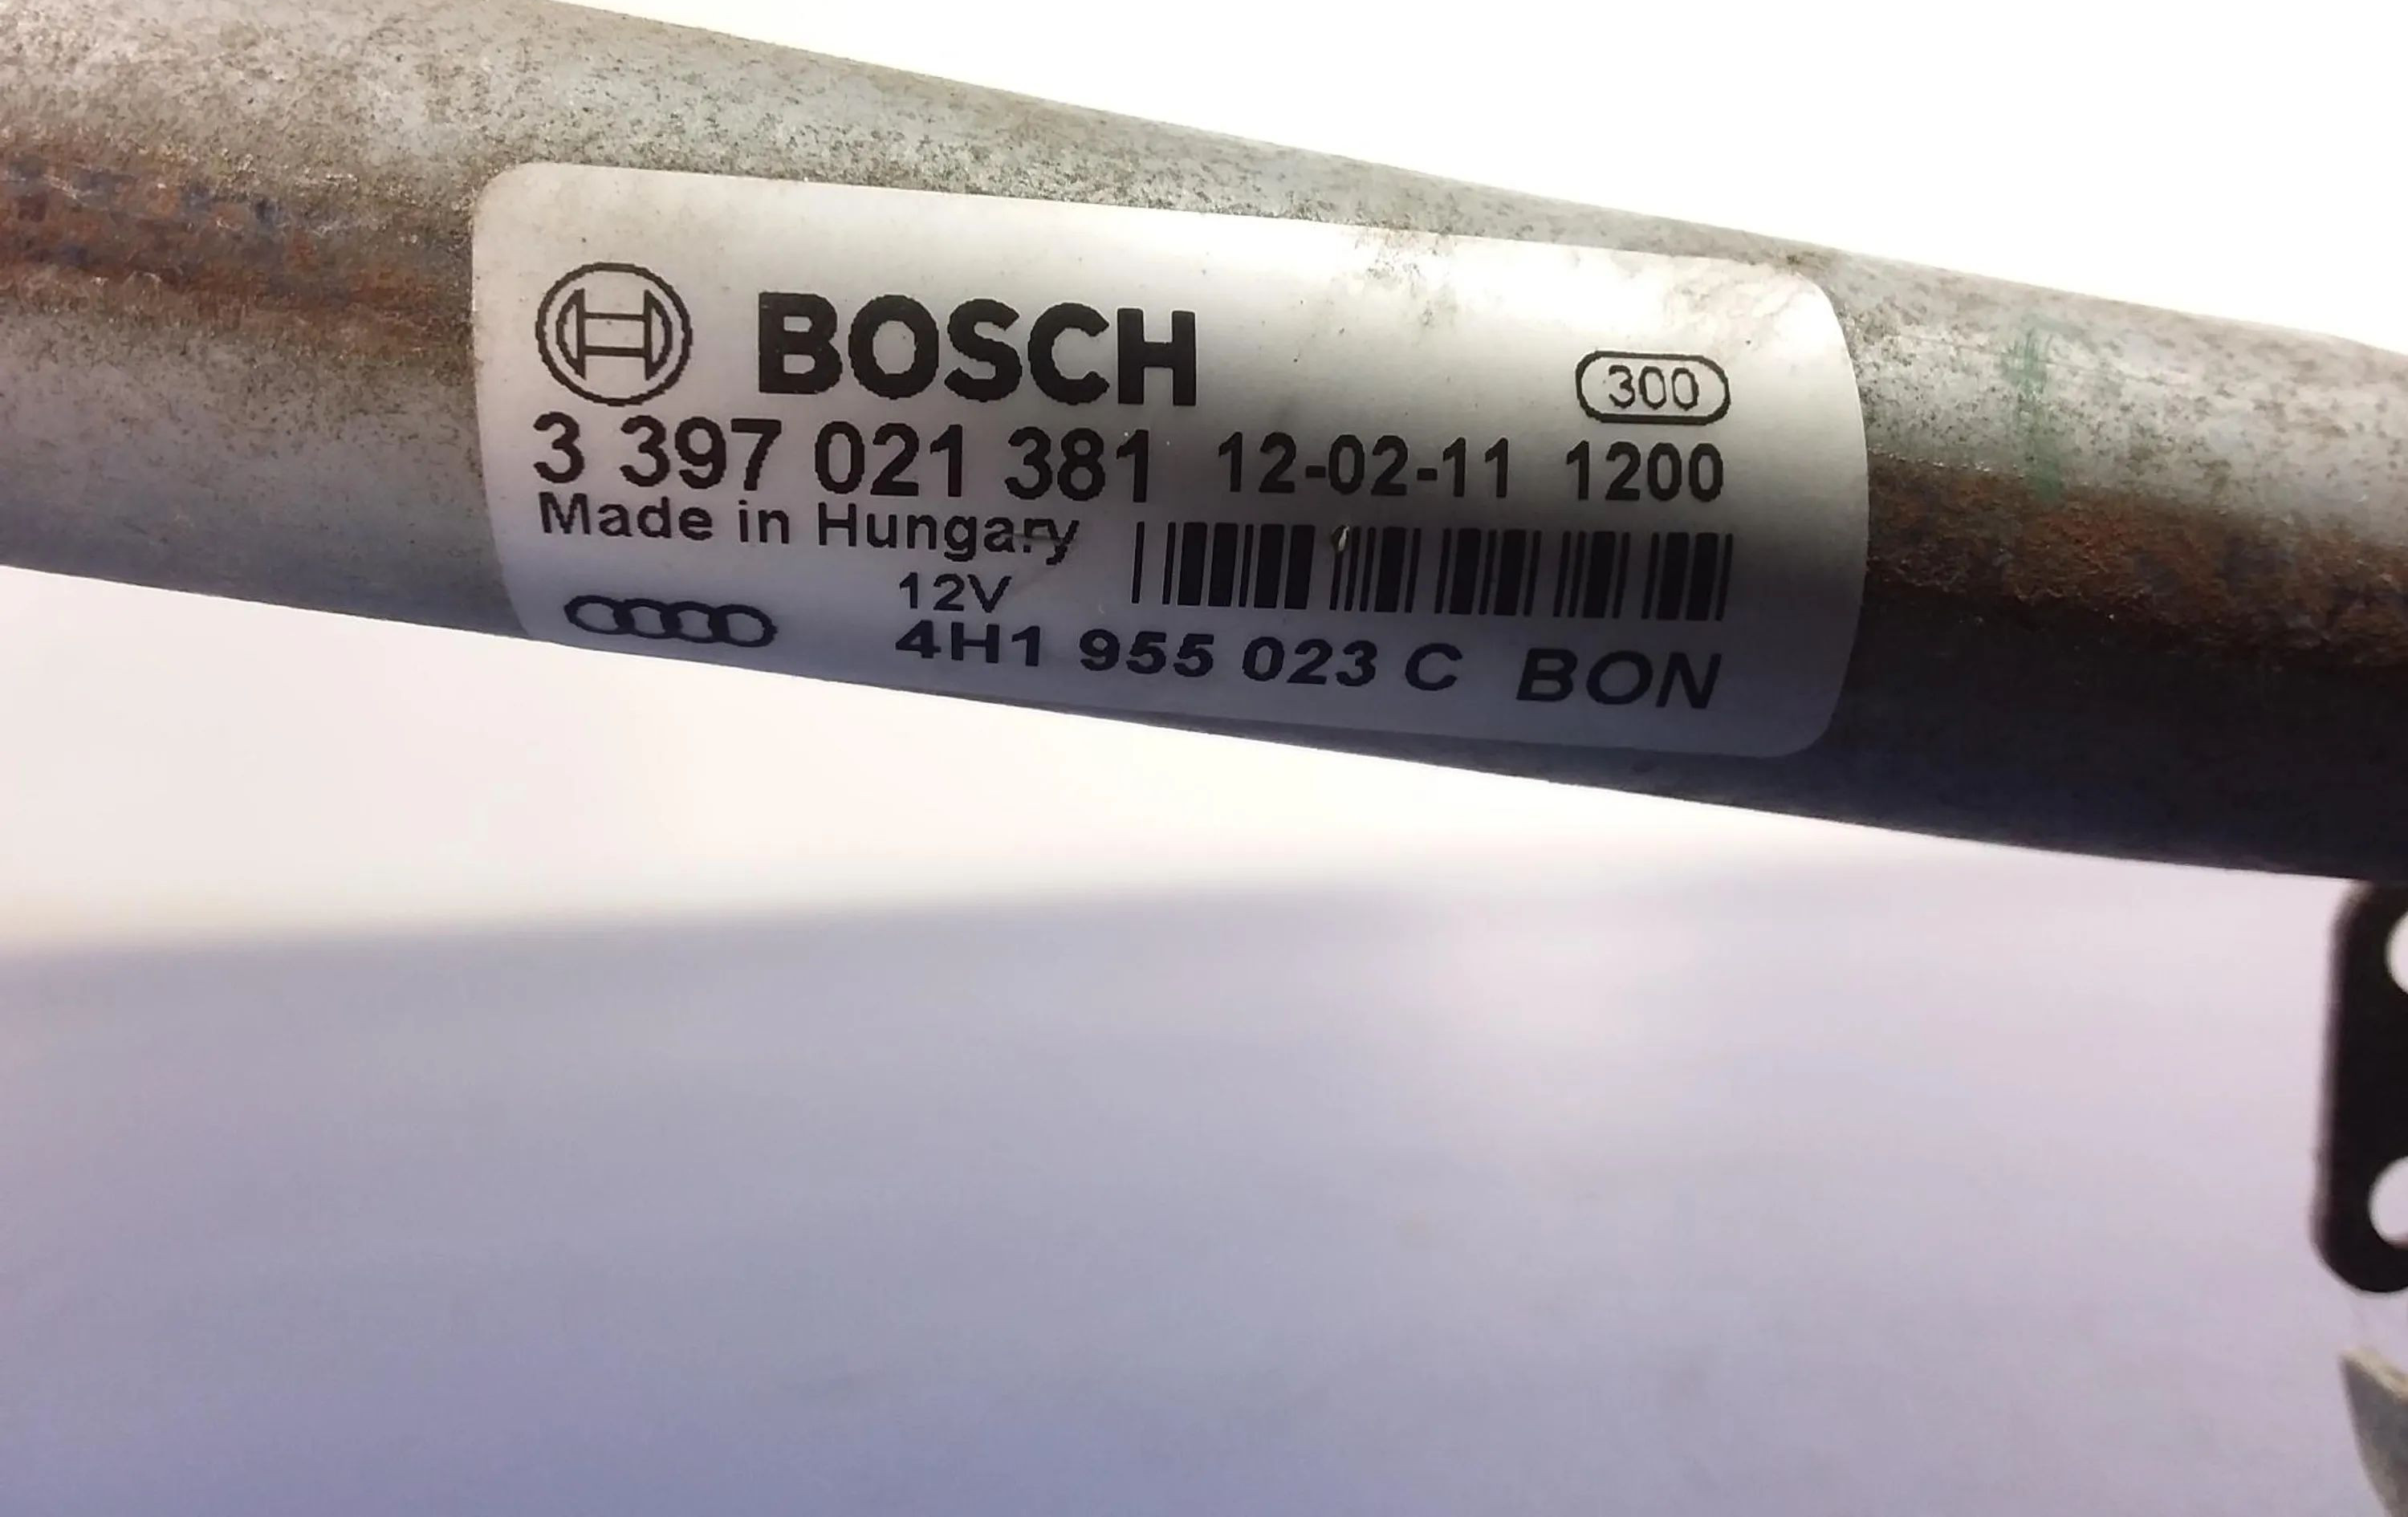 BOSCH
300
3 397 021 381 12-02-11 1200
Made in Hungary
12V
4H1 955 023 C BON